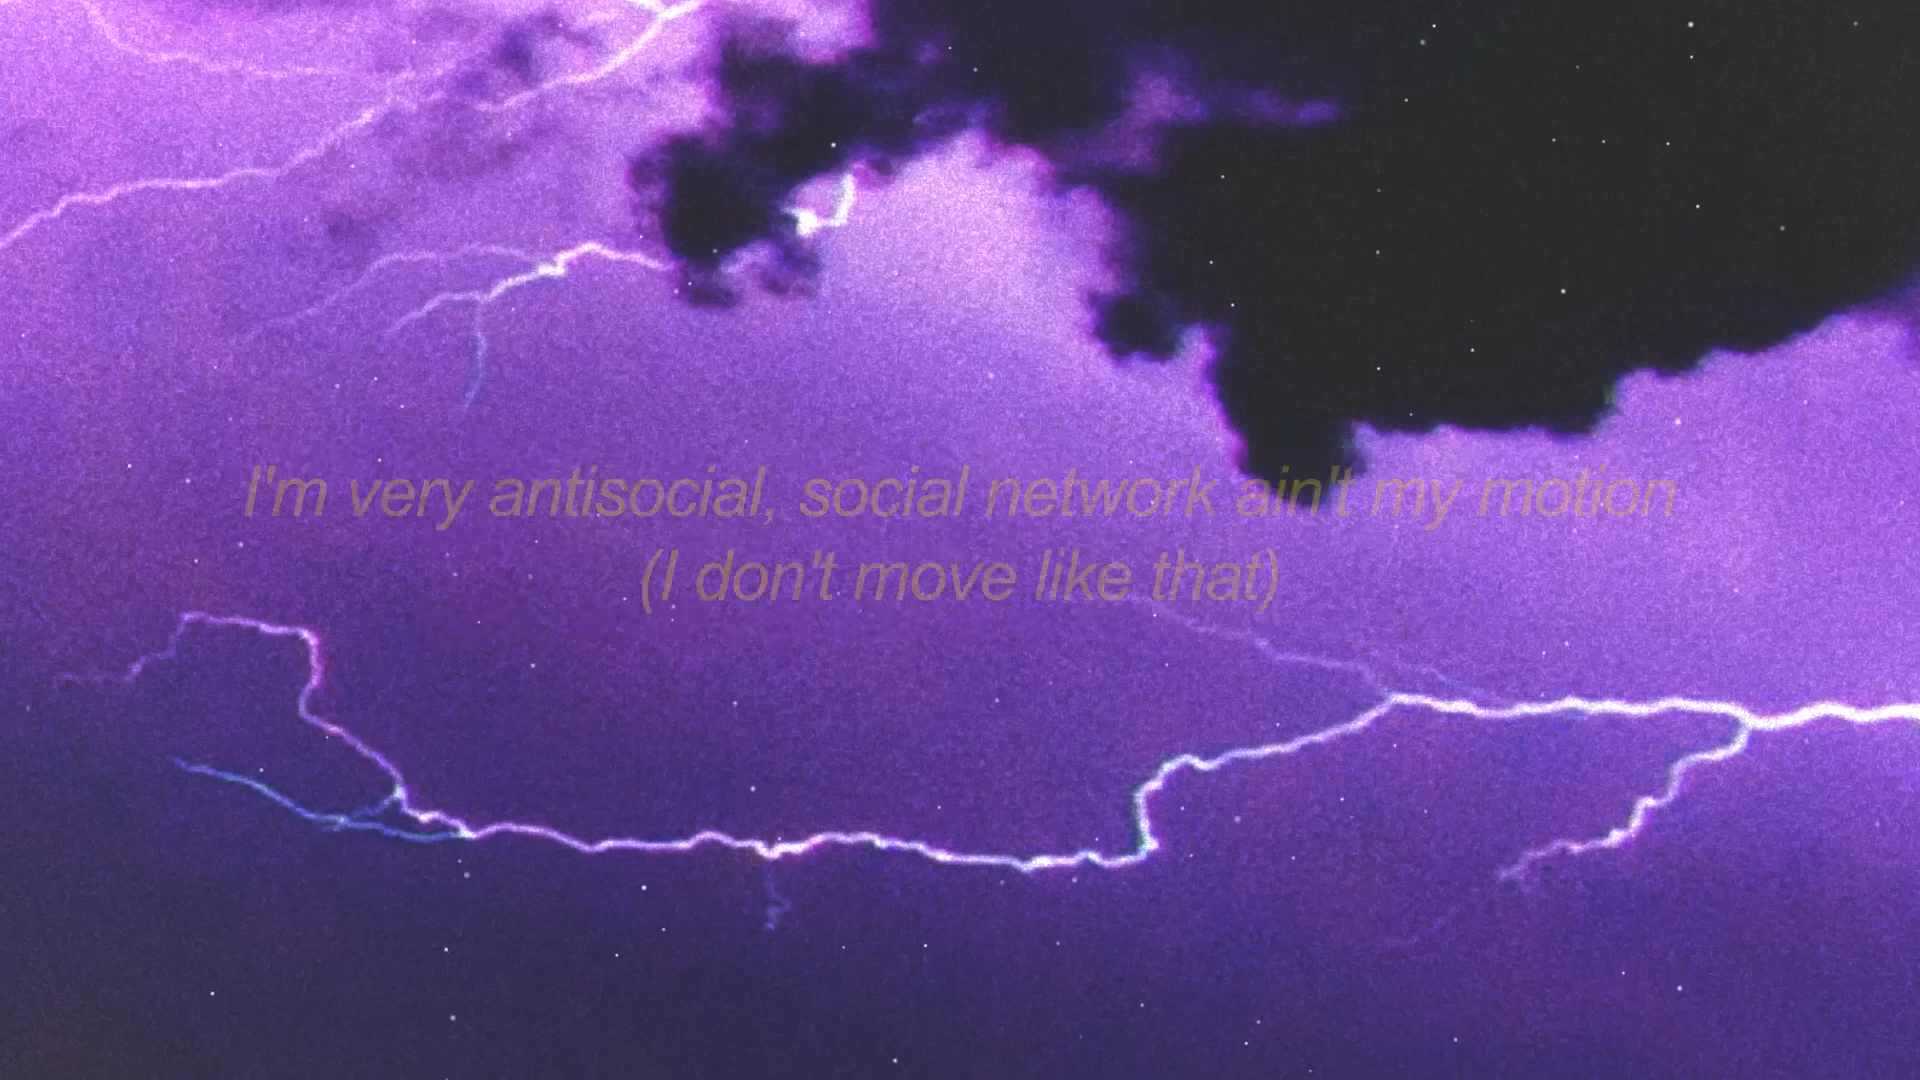 I'm very antisocial, social network ain't my motion
(I don't move like that)